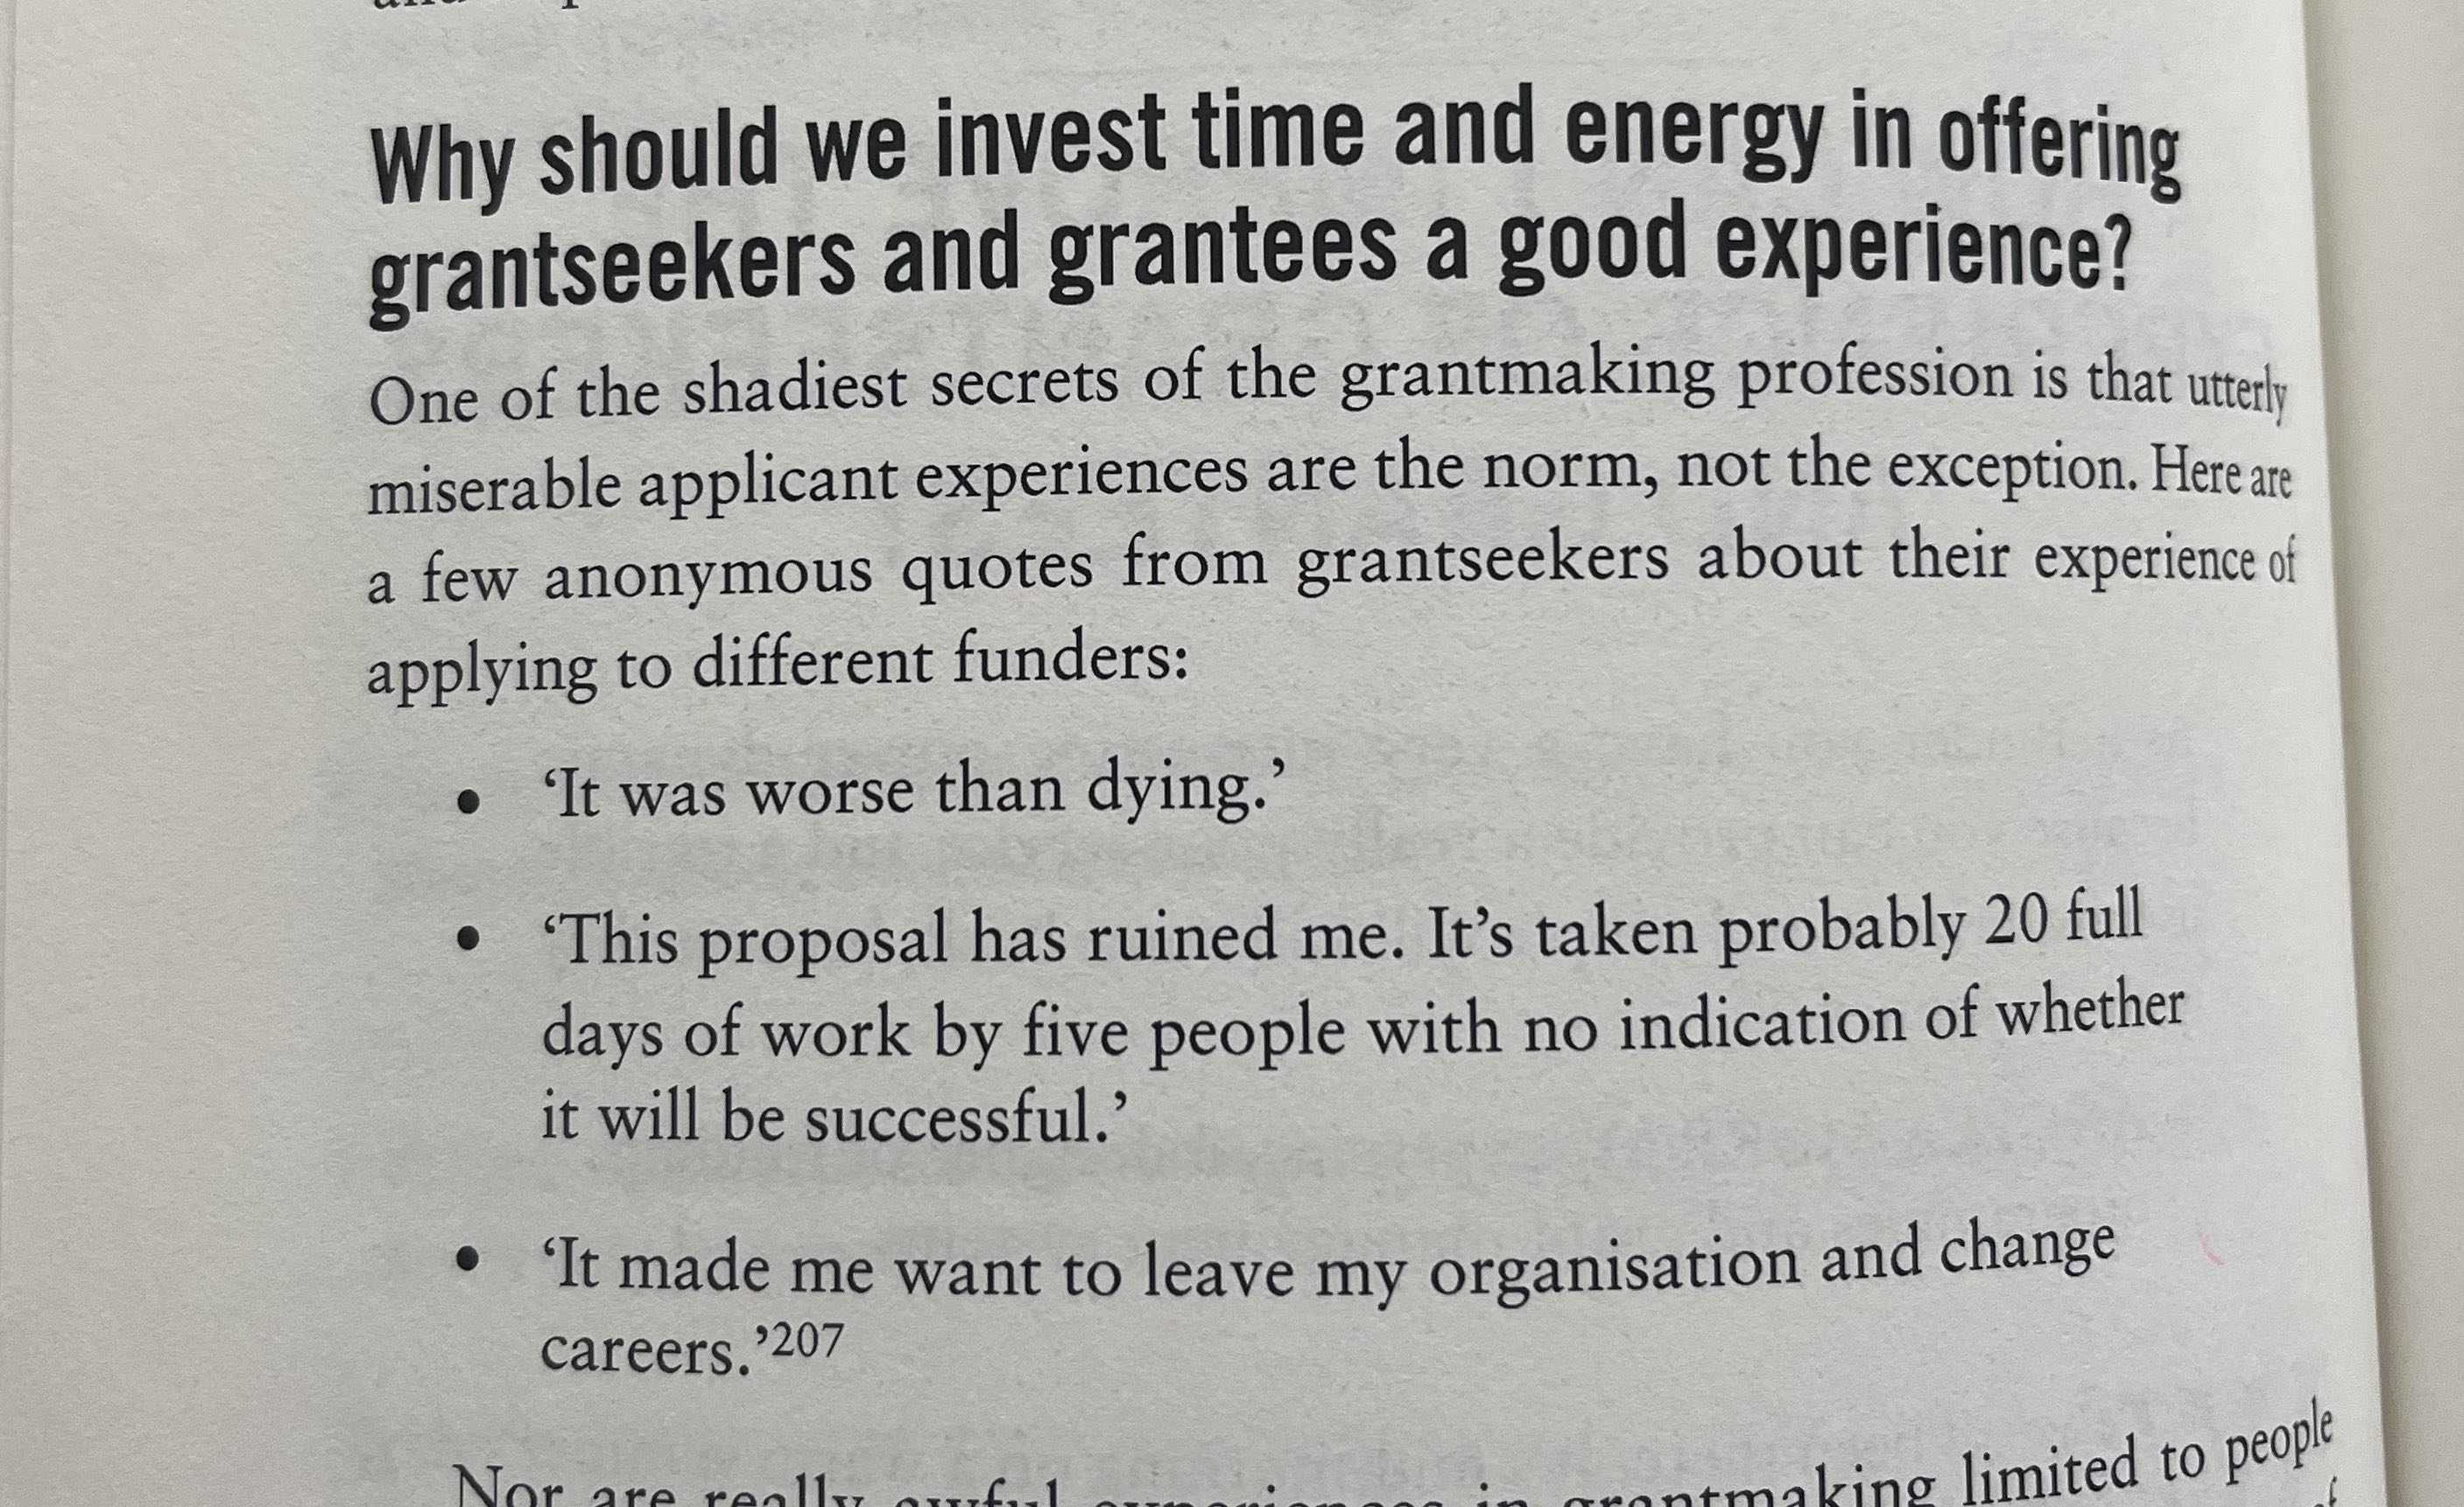 Why should we invest time and energy in offering
grantseekers and grantees a good experience?
One of the shadiest secrets of the grantmaking profession is that utterly
miserable applicant experiences are the norm, not the exception. Here are
a few anonymous quotes from grantseekers about their experience of
applying to different funders:
• ‘It was worse than dying.’
• ‘This proposal has ruined me. It’s taken probably 20 full
days of work by five people with no indication of whether
it will be successful.’
• ‘It made me want to leave my organisation and change
careers.’207
Nor are really awful experiences in grantmaking limited to people